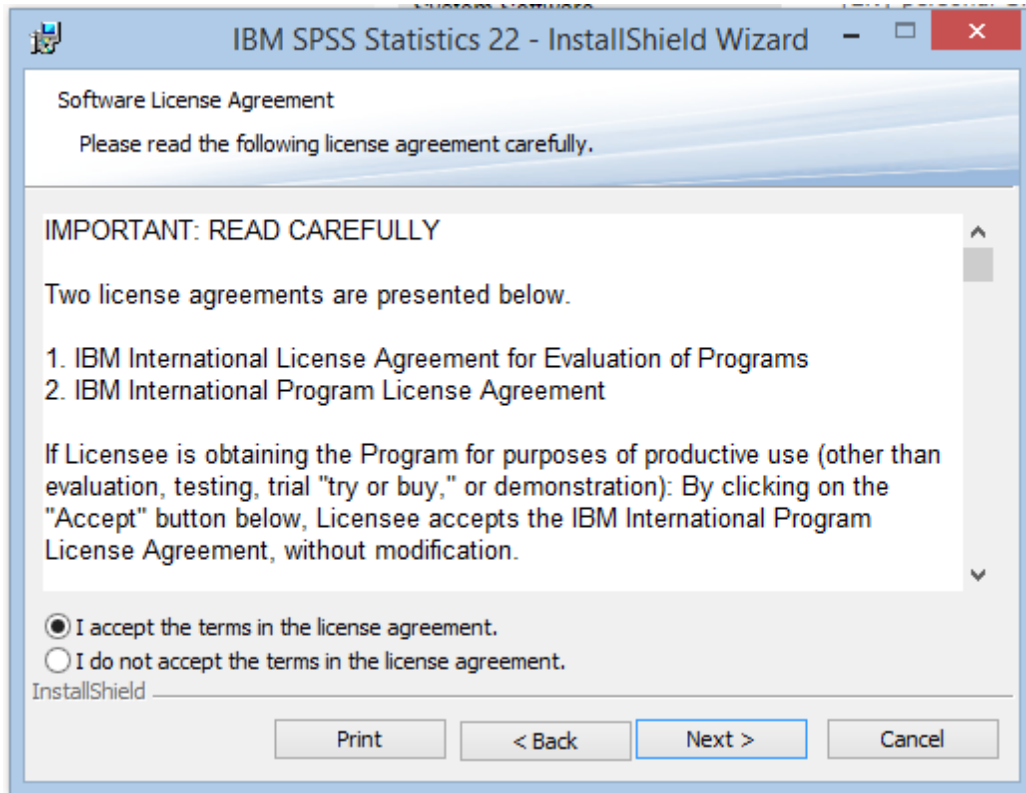 IBM SPSS Statistics 22 - InstallShield Wizard
Software License Agreement
Please read the following license agreement carefully.
IMPORTANT: READ CAREFULLY
Two license agreements are presented below.
1. IBM International License Agreement for Evaluation of Programs
2. IBM International Program License Agreement
If Licensee is obtaining the Program for purposes of productive use (other than
evaluation, testing, trial "try or buy," or demonstration): By clicking on the
"Accept" button below, Licensee accepts the IBM International Program
License Agreement, without modification.
I accept the terms in the license agreement.
I do not accept the terms in the license agreement.
InstallShield
Print
< Back
Next >
Cancel